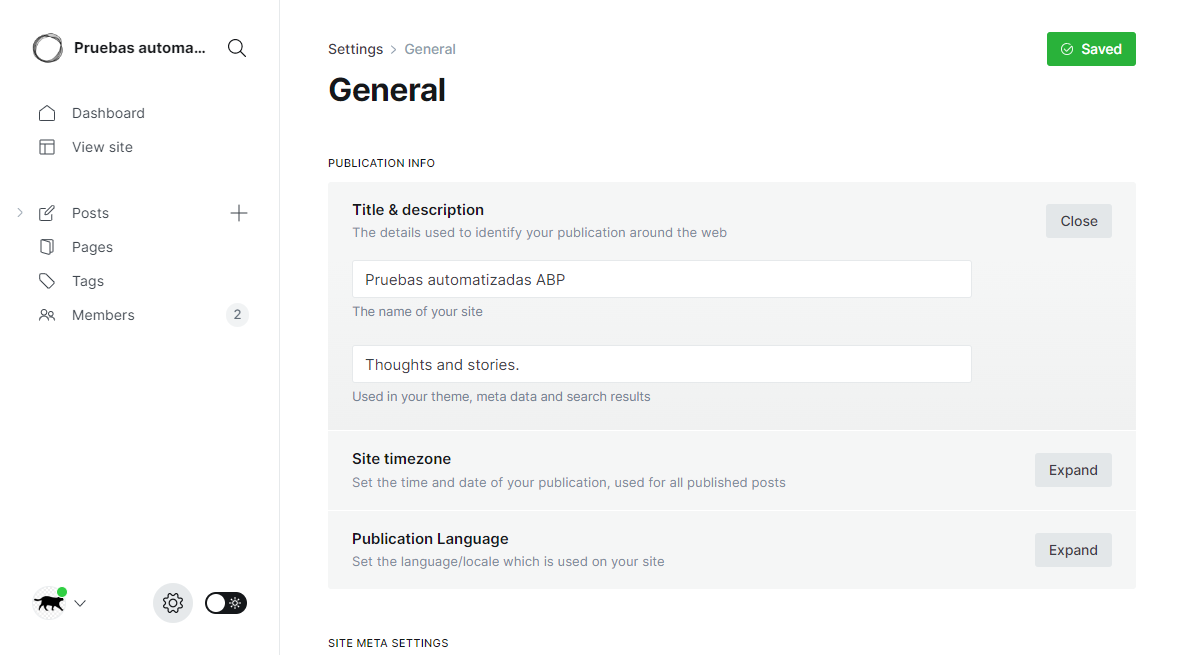 Pruebas automa...
Dashboard
View site
Posts
Pages
Tags
Members
2
Settings
General
Saved
General
PUBLICATION INFO
Title & description
The details used to identify your publication around the web
Close
Pruebas automatizadas ABP
The name of your site
Thoughts and stories.
Used in your theme, meta data and search results
Site timezone
Set the time and date of your publication, used for all published posts
Expand
Publication Language
Set the language/locale which is used on your site
Expand
SITE META SETTINGS